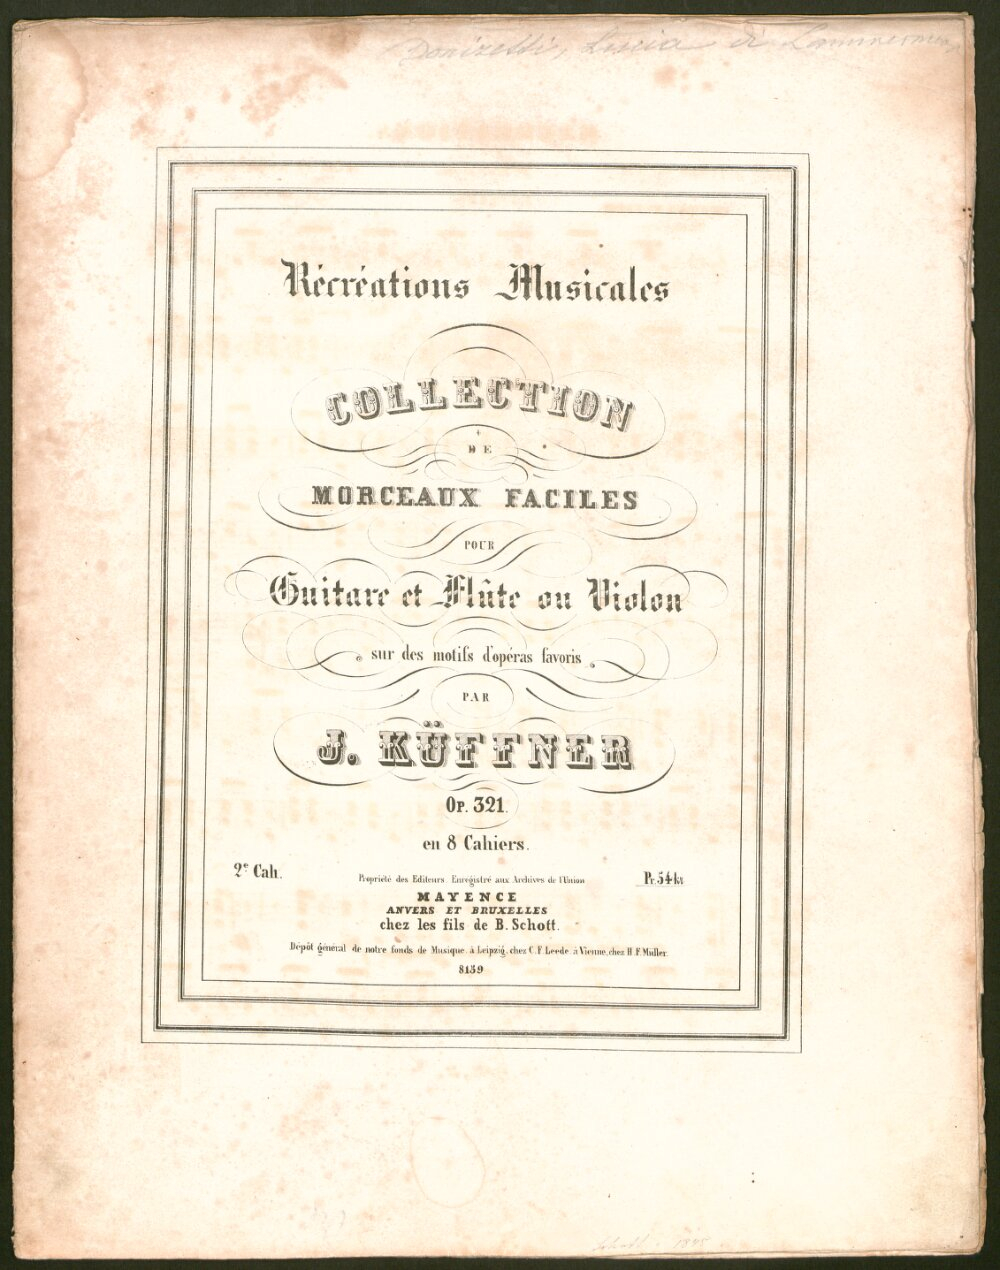 Donizetti, Lucia di Lammermoor
Récréations Musicales
COLLECTION
DE
MORCEAUX FACILES
POUR
Guitare et Flûte ou Violon
sur des motifs d'opéras favoris
PAR
J. KÜFFNER
Op. 321.
en 8 Cahiers.
2e Cah.
Propriété des Editeurs. Enregistré aux Archives de l'Union
Pr. 54 kr
MAYENCE
ANVERS ET BRUXELLES
chez les fils de B. Schott.
Dépôt général de notre fonds de Musique. à Leipzig, chez C.F. Leede. à Vienne, chez H.F. Müller.
8159
Schott. 1848